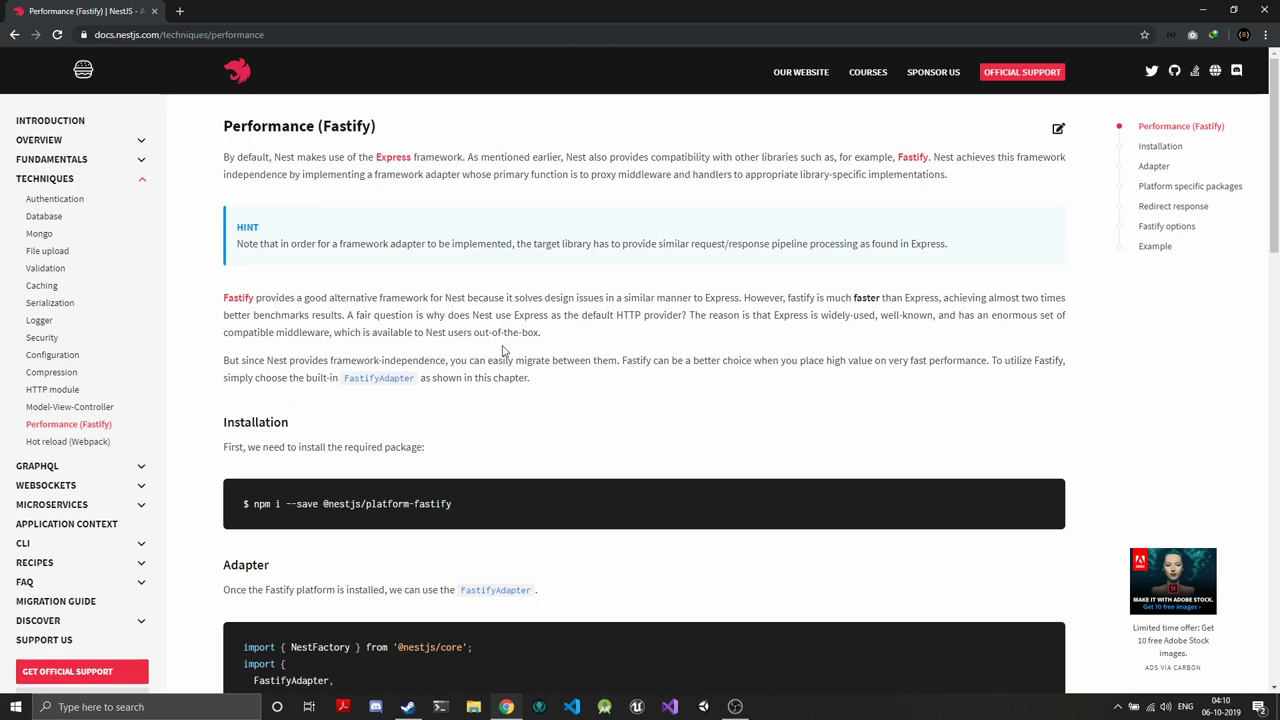 Performance (Fastify) | NestJS - A
docs.nestjs.com/techniques/performance
OUR WEBSITE
COURSES
SPONSOR US
OFFICIAL SUPPORT
INTRODUCTION
OVERVIEW
FUNDAMENTALS
TECHNIQUES
Authentication
Database
Mongo
File upload
Validation
Caching
Serialization
Logger
Security
Configuration
Compression
HTTP module
Model-View-Controller
Performance (Fastify)
Hot reload (Webpack)
GRAPHQL
WEBSOCKETS
MICROSERVICES
APPLICATION CONTEXT
CLI
RECIPES
FAQ
MIGRATION GUIDE
DISCOVER
SUPPORT US
GET OFFICIAL SUPPORT
Performance (Fastify)
By default, Nest makes use of the Express framework. As mentioned earlier, Nest also provides compatibility with other libraries such as, for example, Fastify. Nest achieves this framework
independence by implementing a framework adapter whose primary function is to proxy middleware and handlers to appropriate library-specific implementations.
HINT
Note that in order for a framework adapter to be implemented, the target library has to provide similar request/response pipeline processing as found in Express.
Fastify provides a good alternative framework for Nest because it solves design issues in a similar manner to Express. However, fastify is much faster than Express, achieving almost two times
better benchmarks results. A fair question is why does Nest use Express as the default HTTP provider? The reason is that Express is widely-used, well-known, and has an enormous set of
compatible middleware, which is available to Nest users out-of-the-box.
But since Nest provides framework-independence, you can easily migrate between them. Fastify can be a better choice when you place high value on very fast performance. To utilize Fastify,
simply choose the built-in FastifyAdapter as shown in this chapter.
Installation
First, we need to install the required package:
$ npm i --save @nestjs/platform-fastify
Adapter
Once the Fastify platform is installed, we can use the FastifyAdapter.
import { NestFactory } from '@nestjs/core';
import {
FastifyAdapter,
Performance (Fastify)
Installation
Adapter
Platform specific packages
Redirect response
Fastify options
Example
MAKE IT WITH ADOBE STOCK.
Get 10 free images ›
Limited time offer: Get
10 free Adobe Stock
images.
ADS VIA CARBON
Type here to search
ENG
04:10
06-10-2019